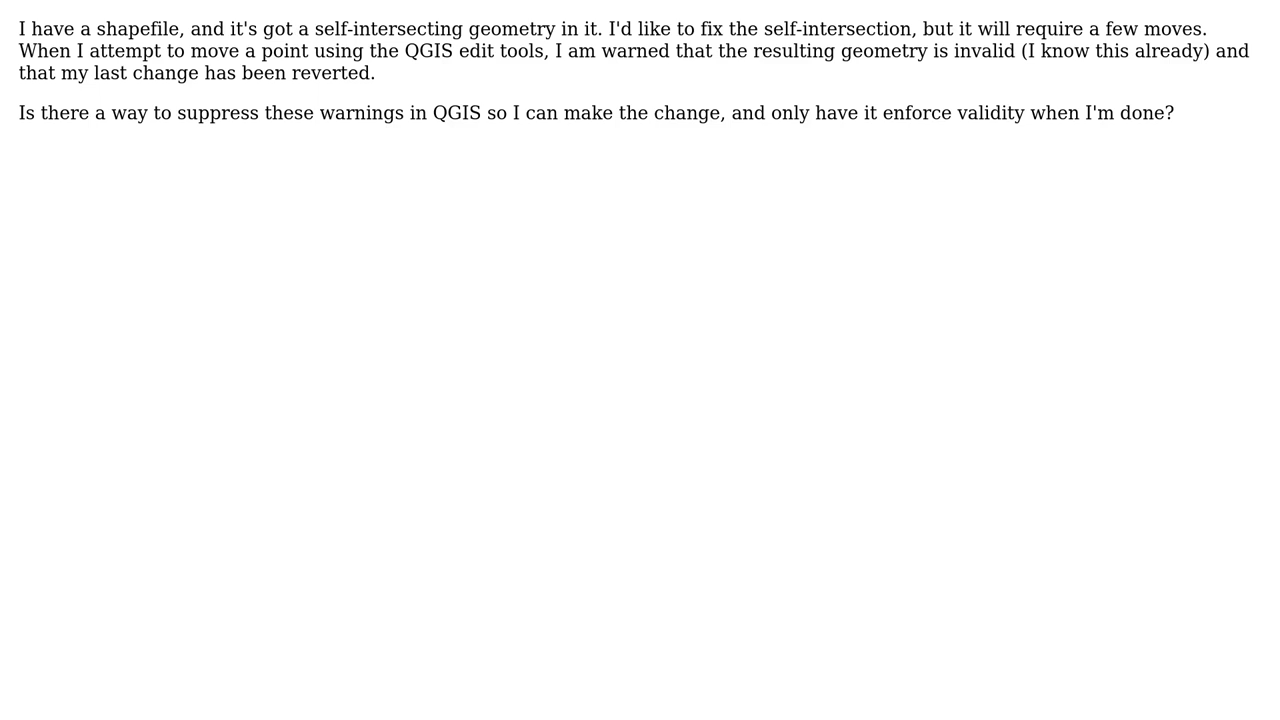 I have a shapefile, and it's got a self-intersecting geometry in it. I'd like to fix the self-intersection, but it will require a few moves.
When I attempt to move a point using the QGIS edit tools, I am warned that the resulting geometry is invalid (I know this already) and
that my last change has been reverted.
Is there a way to suppress these warnings in QGIS so I can make the change, and only have it enforce validity when I'm done?